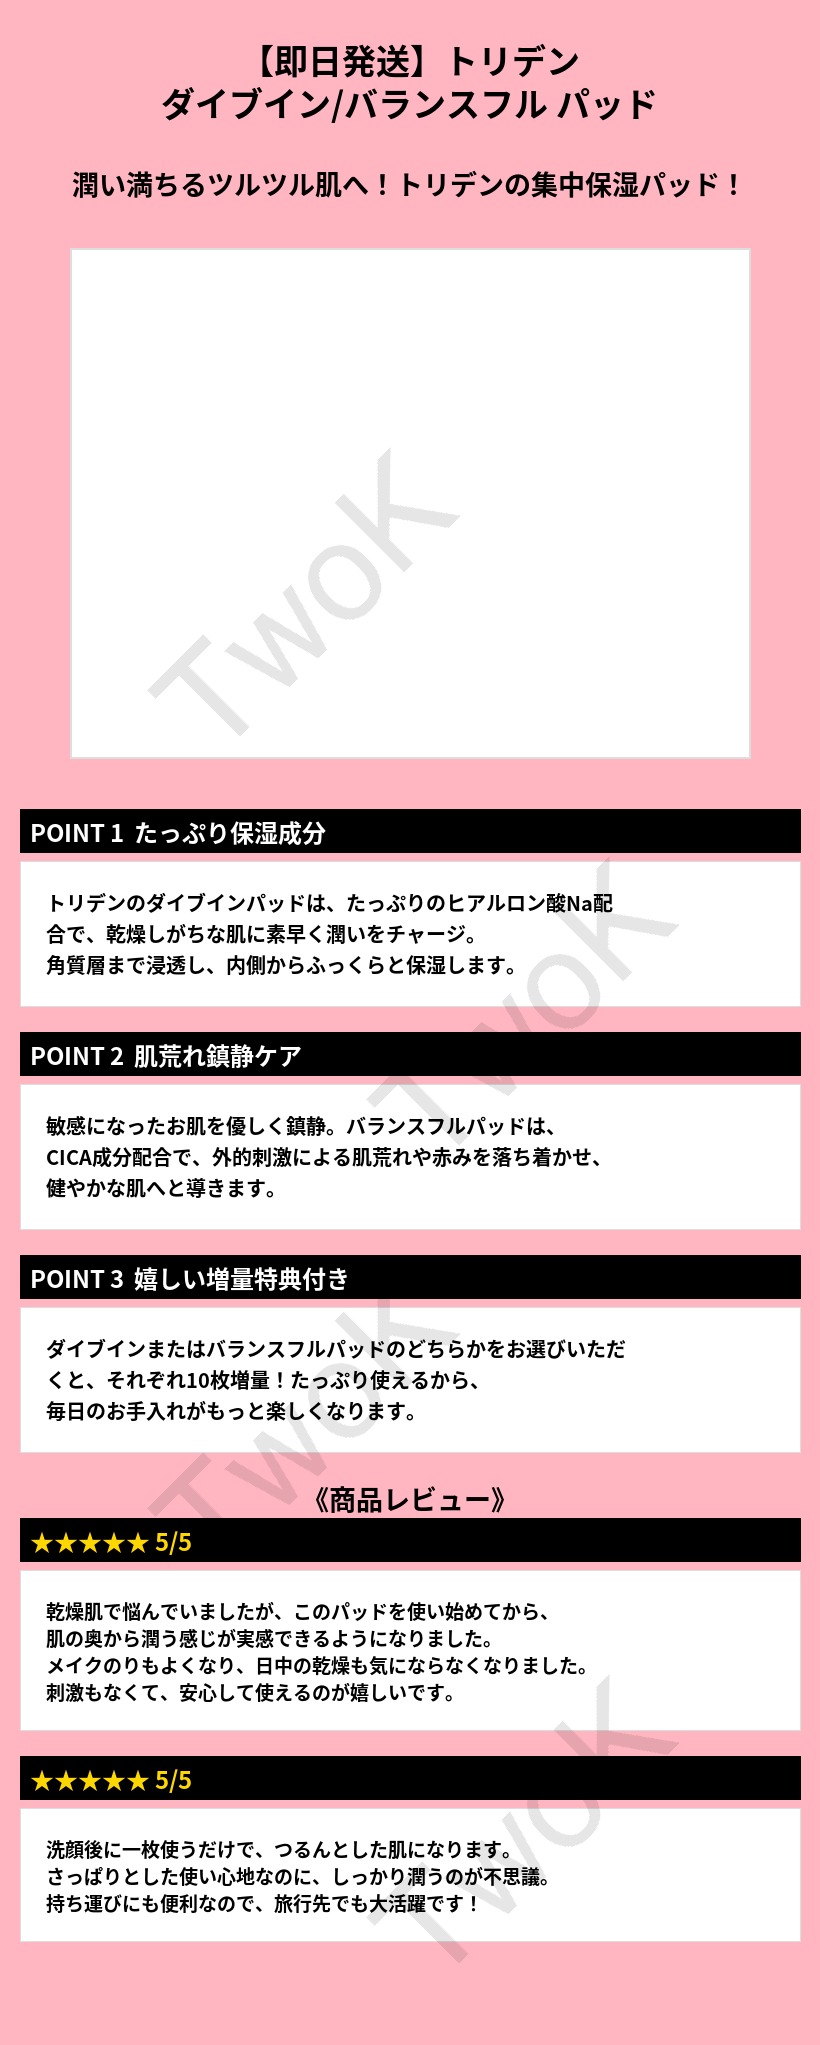 【即日発送】トリデン
ダイブイン/バランスフル パッド
潤い満ちるツルツル肌へ！トリデンの集中保湿パッド！
TwoK
POINT 1 たっぷり保湿成分
トリデンのダイブインパッドは、たっぷりのヒアルロン酸Na配
合で、乾燥しがちな肌に素早く潤いをチャージ。
角質層まで浸透し、内側からふっくらと保湿します。
TwoK
POINT 2 肌荒れ鎮静ケア
敏感になったお肌を優しく鎮静。バランスフルパッドは、
CICA成分配合で、外的刺激による肌荒れや赤みを落ち着かせ、
健やかな肌へと導きます。
POINT 3 嬉しい増量特典付き
ダイブインまたはバランスフルパッドのどちらかをお選びいただ
くと、それぞれ10枚増量！たっぷり使えるから、
毎日のお手入れがもっと楽しくなります。
TwoK
《商品レビュー》
★★★★★ 5/5
乾燥肌で悩んでいましたが、このパッドを使い始めてから、
肌の奥から潤う感じが実感できるようになりました。
メイクのりもよくなり、日中の乾燥も気にならなくなりました。
刺激もなくて、安心して使えるのが嬉しいです。
★★★★★ 5/5
洗顔後に一枚使うだけで、つるんとした肌になります。
さっぱりとした使い心地なのに、しっかり潤うのが不思議。
持ち運びにも便利なので、旅行先でも大活躍です！
TwoK